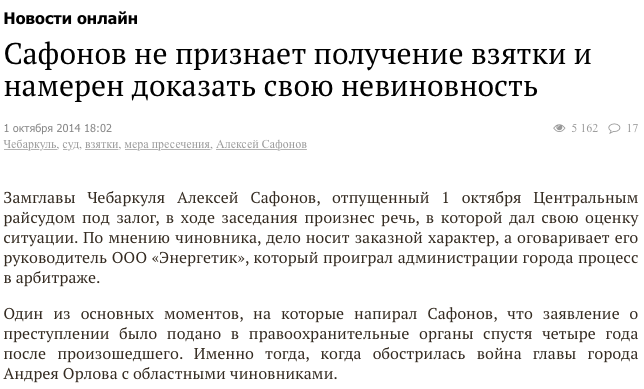 Новости онлайн
Сафонов не признает получение взятки и
намерен доказать свою невиновность
1 октября 2014 18:02
5 162 17
Чебаркуль, суд, взятки, мера пресечения, Алексей Сафонов
Замглавы Чебаркуля Алексей Сафонов, отпущенный 1 октября Центральным
райсудом под залог, в ходе заседания произнес речь, в которой дал свою оценку
ситуации. По мнению чиновника, дело носит заказной характер, а оговаривает его
руководитель ООО «Энергетик», который проиграл администрации города процесс
в арбитраже.
Один из основных моментов, на которые напирал Сафонов, что заявление о
преступлении было подано в правоохранительные органы спустя четыре года
после произошедшего. Именно тогда, когда обострилась война главы города
Андрея Орлова с областными чиновниками.